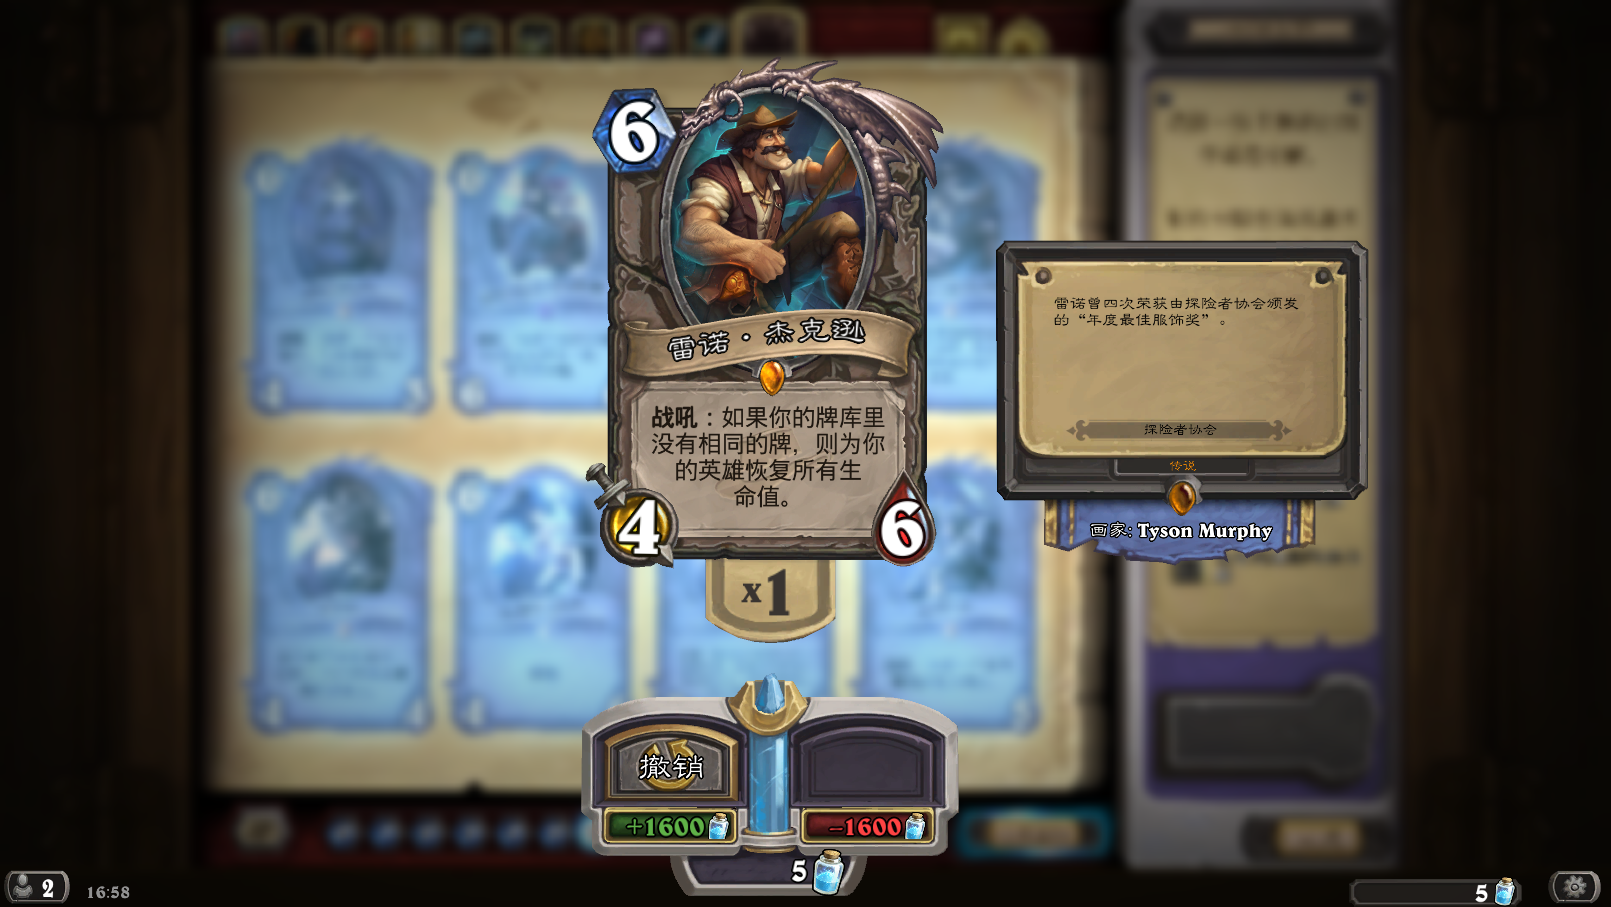 6
雷诺·杰克逊
战吼：如果你的牌库里
没有相同的牌，则为你
的英雄恢复所有生
命值。
4
6
x1
雷诺曾四次荣获由探险者协会颁发
的“年度最佳服饰奖”。
探险者协会
传说
画家: Tyson Murphy
撤销
+1600
-1600
5
2
16:58
5